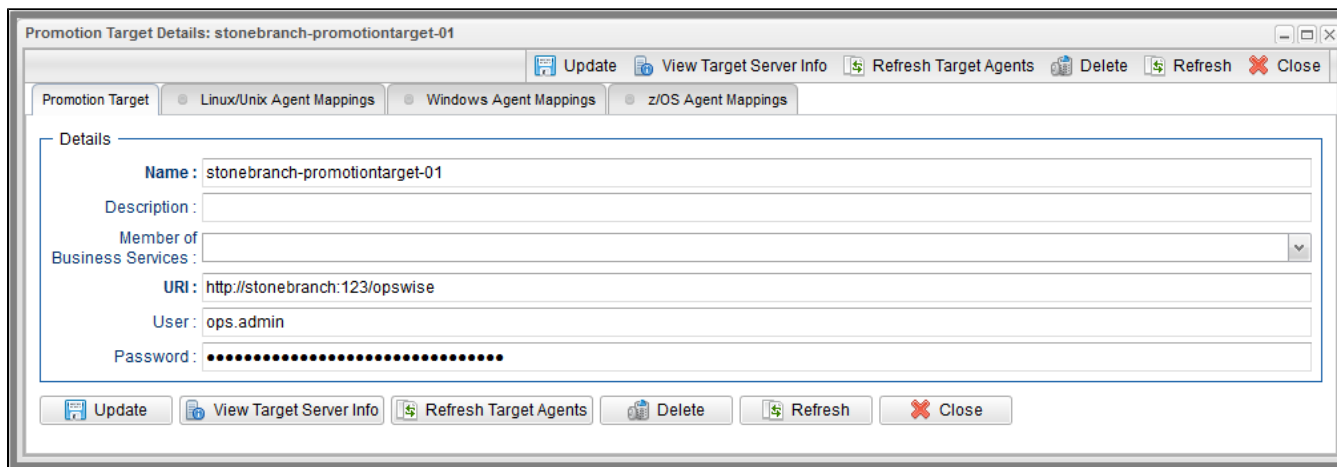 Promotion Target Details: stonebranch-promotiontarget-01
Update View Target Server Info Refresh Target Agents Delete Refresh Close
Promotion Target Linux/Unix Agent Mappings Windows Agent Mappings z/OS Agent Mappings
Details
Name : stonebranch-promotiontarget-01
Description :
Member of
Business Services :
URI : http://stonebranch:123/opswise
User : ops.admin
Password : ••••••••••••••••••••••••••••••••
Update View Target Server Info Refresh Target Agents Delete Refresh Close